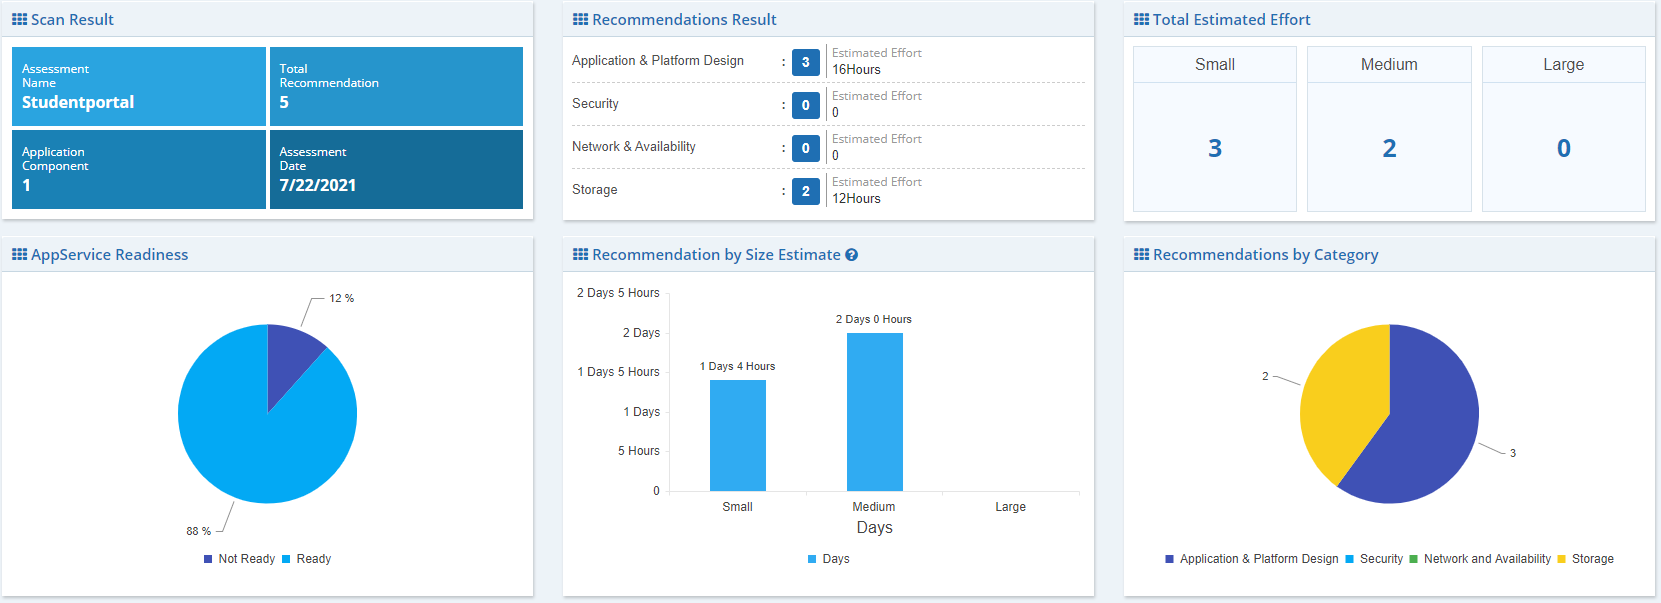 Scan Result
Assessment
Name
Studentportal
Total
Recommendation
5
Application
Component
1
Assessment
Date
7/22/2021
Recommendations Result
Application & Platform Design : 3 Estimated Effort
16Hours
Security : 0 Estimated Effort
0
Network & Availability : 0 Estimated Effort
0
Storage : 2 Estimated Effort
12Hours
Total Estimated Effort
Small Medium Large
3 2 0
AppService Readiness
12 %
88 %
Not Ready Ready
Recommendation by Size Estimate ?
2 Days 5 Hours
2 Days
1 Days 5 Hours
1 Days
5 Hours
0
1 Days 4 Hours
2 Days 0 Hours
Small Medium Large
Days
Days
Recommendations by Category
2
3
Application & Platform Design Security Network and Availability Storage